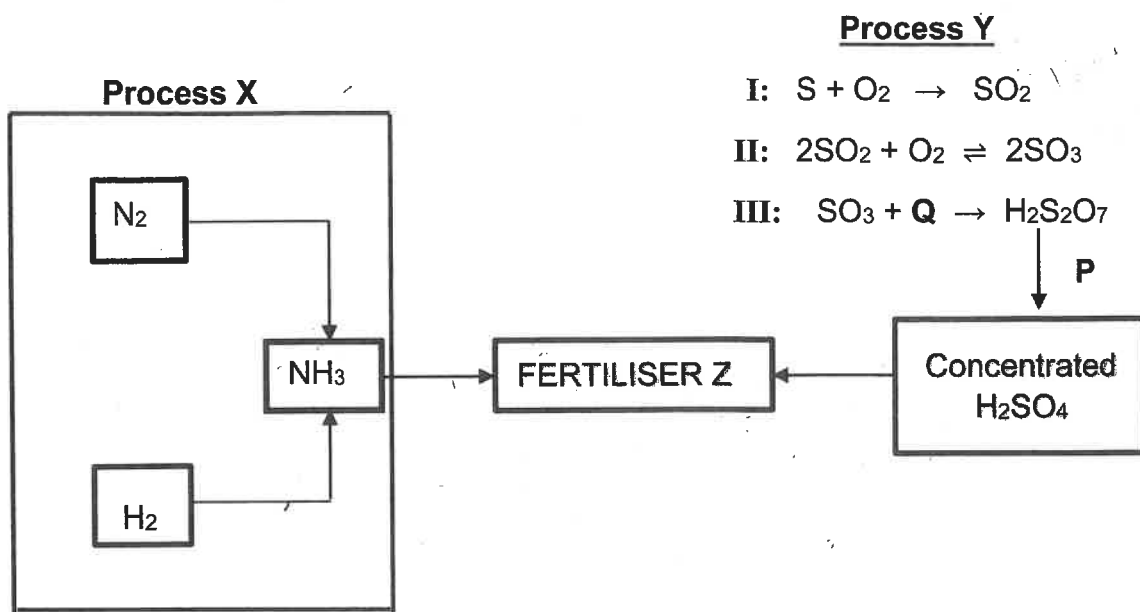 Process Y
Process X
I: S + O₂ → SO₂
II: 2SO₂ + O₂ ⇌ 2SO₃
III: SO₃ + Q → H₂S₂O₇
N₂
P
NH₃
FERTILISER Z
Concentrated
H₂SO₄
H₂